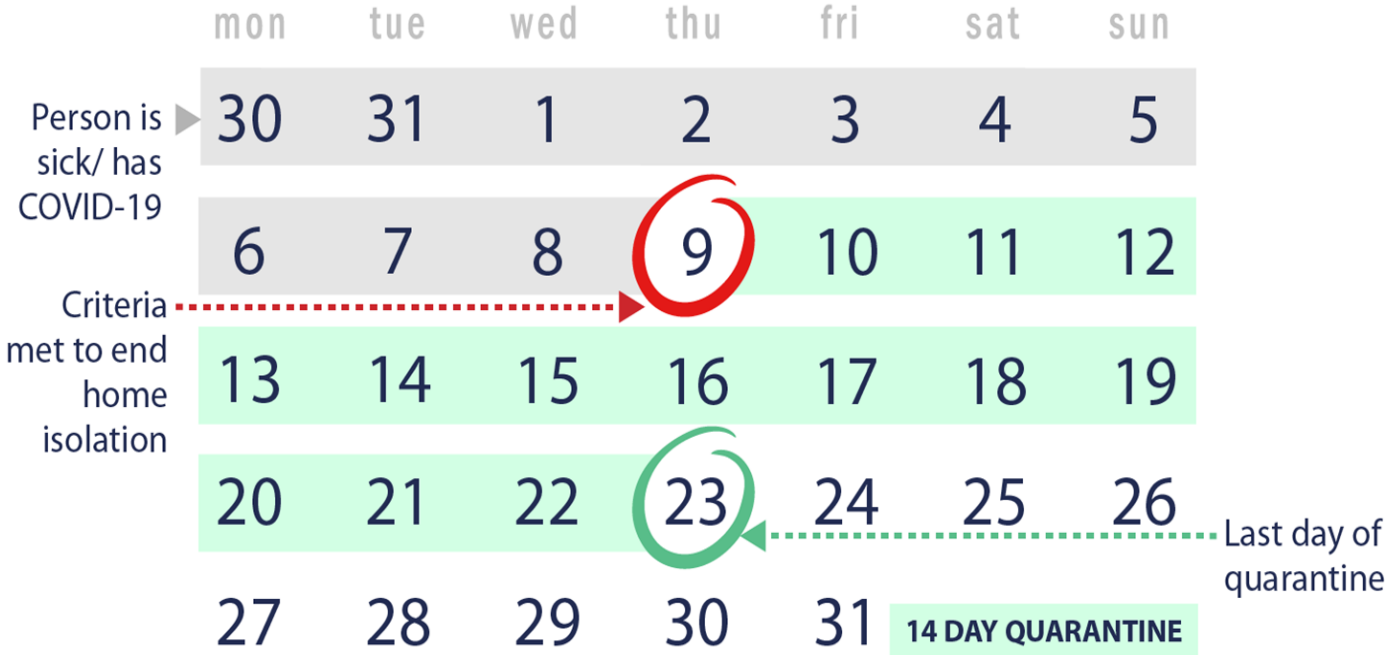 mon tue wed thu fri sat sun
30 31 1 2 3 4 5
Person is
sick/ has
COVID-19
6 7 8 9 10 11 12
Criteria
met to end
home
isolation
13 14 15 16 17 18 19
20 21 22 23 24 25 26
Last day of
quarantine
27 28 29 30 31
14 DAY QUARANTINE